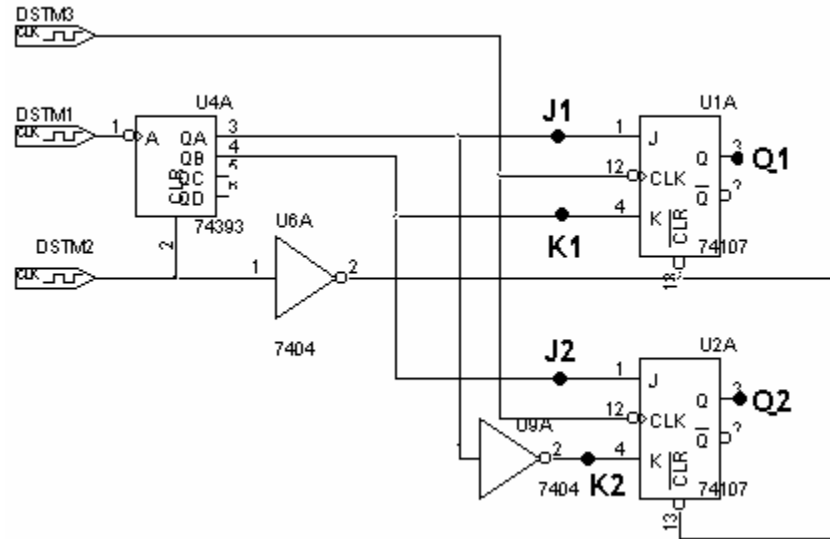 DSTM3
CLK
DSTM1
CLK
U4A
1
A
QA
3
QB
4
QC
5
QD
6
CLR
2
74393
J1
U1A
1
J
Q
3
Q1
12
CLK
Q
?
K1
4
K
CLR
74107
13
DSTM2
CLK
U6A
1
2
7404
J2
U2A
1
J
Q
3
Q2
12
CLK
Q
?
U9A
2
7404
K2
4
K
CLR
74107
13